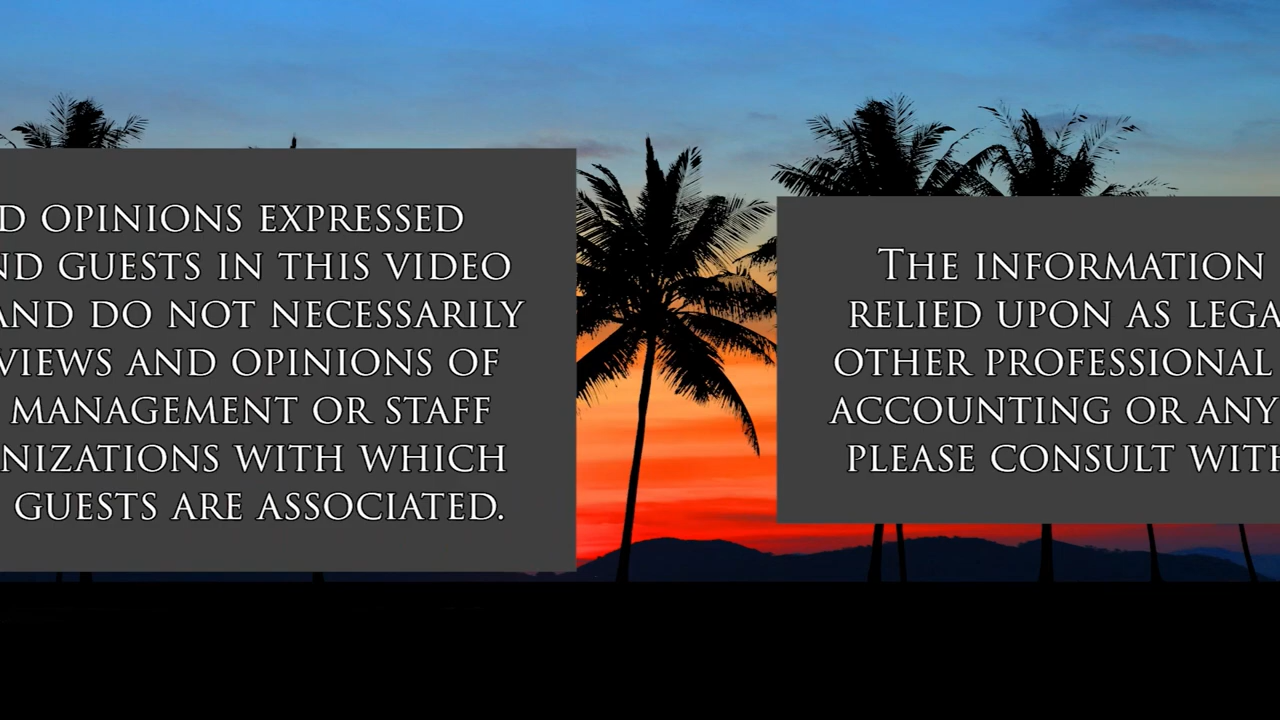 D OPINIONS EXPRESSED
ND GUESTS IN THIS VIDEO
AND DO NOT NECESSARILY
VIEWS AND OPINIONS OF
MANAGEMENT OR STAFF
NIZATIONS WITH WHICH
GUESTS ARE ASSOCIATED.
THE INFORMATION
RELIED UPON AS LEGA
OTHER PROFESSIONAL
ACCOUNTING OR ANY
PLEASE CONSULT WITH